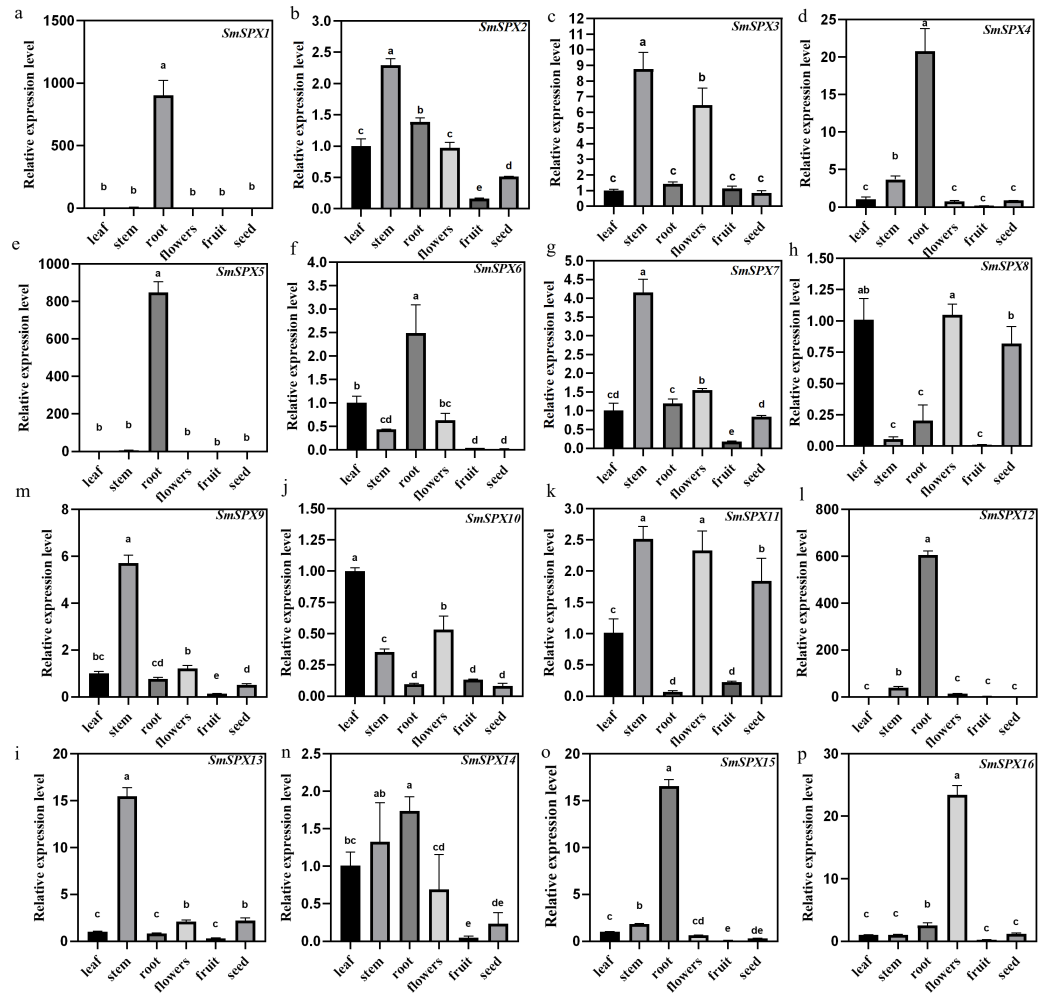 a
SmSPX1
Relative expression level
1500
1000
500
0
a
b b b b b
leaf stem root flowers fruit seed
b
SmSPX2
Relative expression level
3.0
2.5
2.0
1.5
1.0
0.5
0.0
c a b c e d
leaf stem root flowers fruit seed
c
SmSPX3
Relative expression level
12
11
10
9
8
7
6
5
4
3
2
1
0
c a c b c c
leaf stem root flowers fruit seed
d
SmSPX4
Relative expression level
25
20
15
10
5
0
c b a c c c
leaf stem root flowers fruit seed
e
SmSPX5
Relative expression level
1000
800
600
400
200
0
b b a b b b
leaf stem root flowers fruit seed
f
SmSPX6
Relative expression level
4.0
3.5
3.0
2.5
2.0
1.5
1.0
0.5
0.0
b cd a bc d d
leaf stem root flowers fruit seed
g
SmSPX7
Relative expression level
5.0
4.5
4.0
3.5
3.0
2.5
2.0
1.5
1.0
0.5
0.0
cd a c b e d
leaf stem root flowers fruit seed
h
SmSPX8
Relative expression level
1.50
1.25
1.00
0.75
0.50
0.25
0.00
ab c c a c b
leaf stem root flowers fruit seed
m
SmSPX9
Relative expression level
8
6
4
2
0
bc a cd b e d
leaf stem root flowers fruit seed
j
SmSPX10
Relative expression level
1.50
1.25
1.00
0.75
0.50
0.25
0.00
a c d b d d
leaf stem root flowers fruit seed
k
SmSPX11
Relative expression level
3.0
2.5
2.0
1.5
1.0
0.5
0.0
c a d a d b
leaf stem root flowers fruit seed
l
SmSPX12
Relative expression level
800
600
400
200
0
c b a c c c
leaf stem root flowers fruit seed
i
SmSPX13
Relative expression level
20
15
10
5
0
c a c b c b
leaf stem root flowers fruit seed
n
SmSPX14
Relative expression level
2.5
2.0
1.5
1.0
0.5
0.0
bc ab a cd e de
leaf stem root flowers fruit seed
o
SmSPX15
Relative expression level
20
15
10
5
0
c b a cd e de
leaf stem root flowers fruit seed
p
SmSPX16
Relative expression level
30
20
10
0
c c b a c c
leaf stem root flowers fruit seed